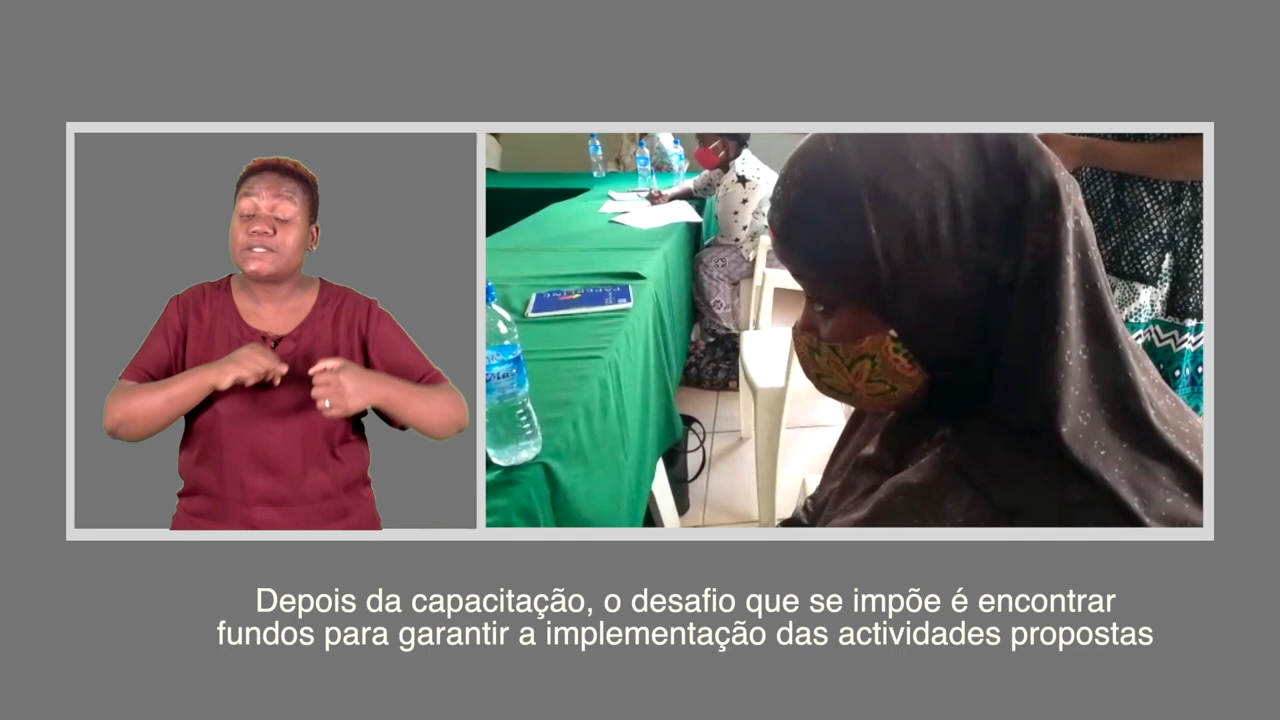 Depois da capacitação, o desafio que se impõe é encontrar
fundos para garantir a implementação das actividades propostas